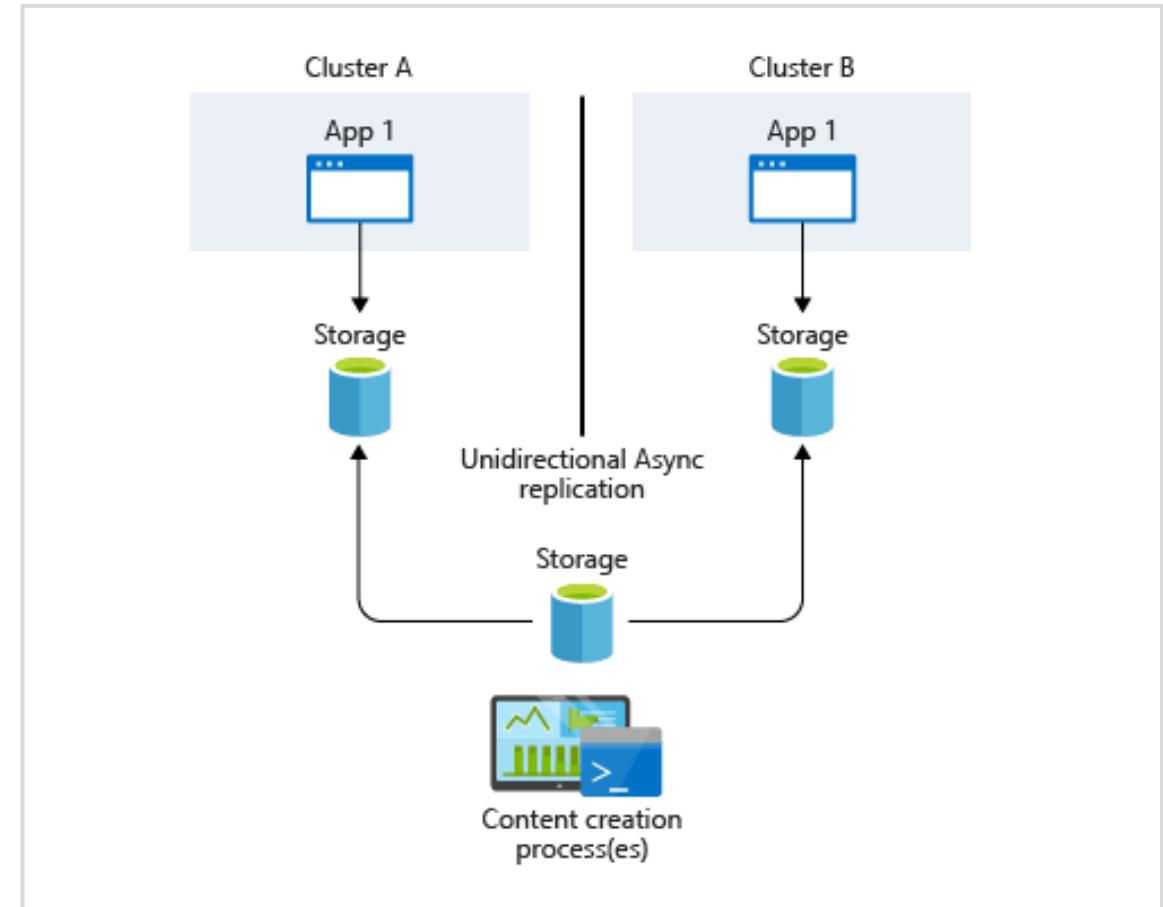 Cluster A
Cluster B
App 1
App 1
Storage
Storage
Unidirectional Async
replication
Storage
>_
Content creation
process(es)